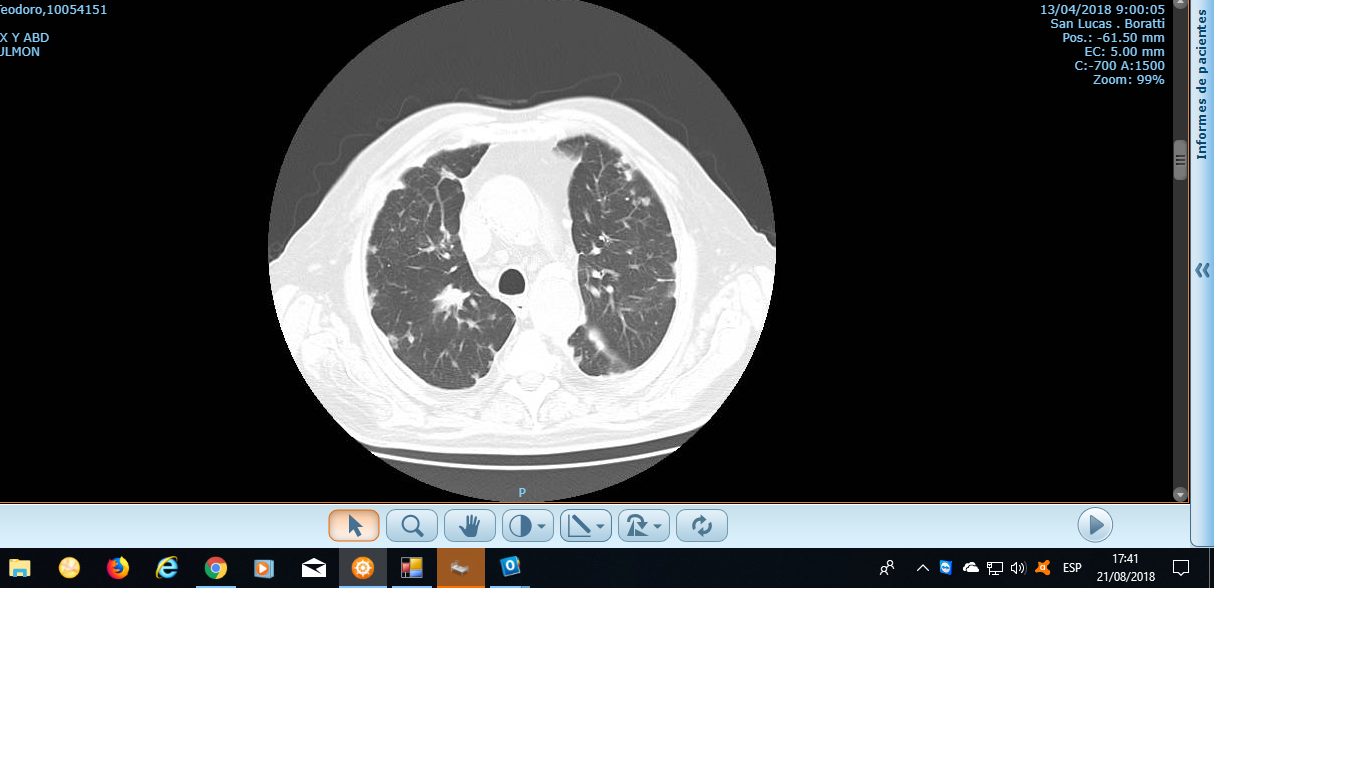 Teodoro,10054151
X Y ABD
ULMON
13/04/2018 9:00:05
San Lucas . Boratti
Pos.: -61.50 mm
EC: 5.00 mm
C:-700 A:1500
Zoom: 99%
Informes de pacientes
P
ESP
17:41
21/08/2018